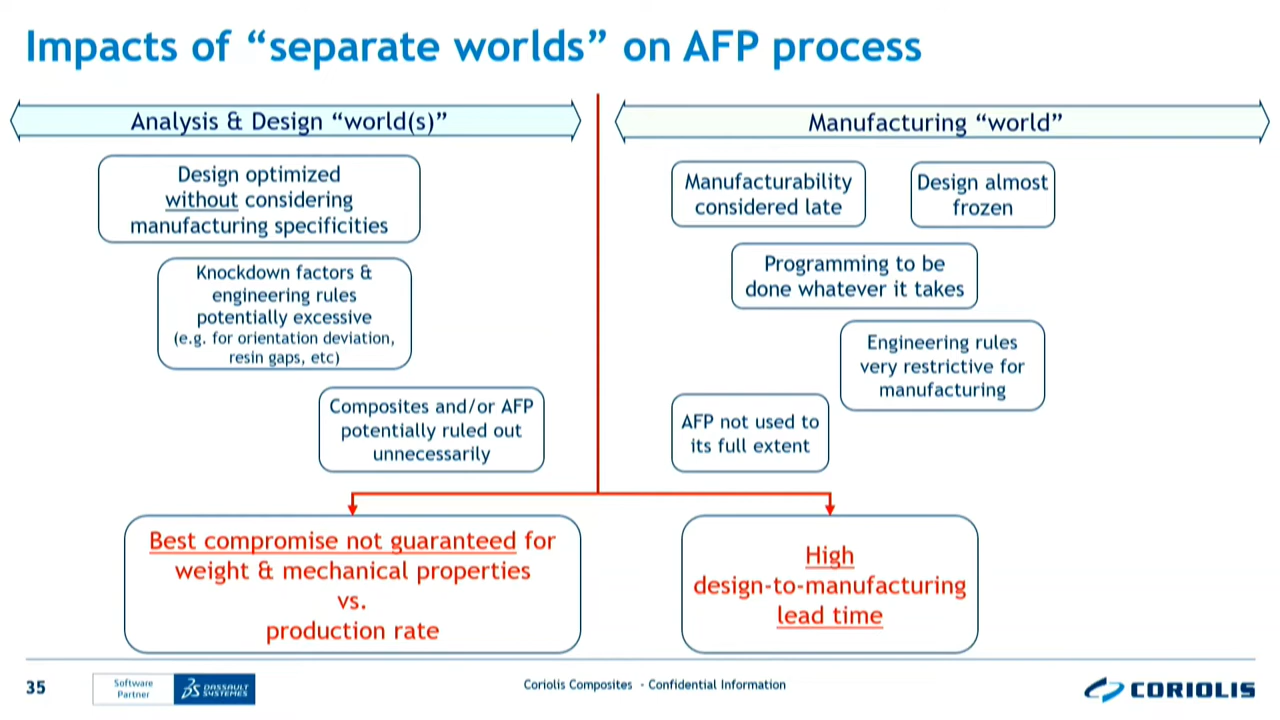 Impacts of “separate worlds” on AFP process
Analysis & Design “world(s)”
Design optimized
without considering
manufacturing specificities
Knockdown factors &
engineering rules
potentially excessive
(e.g. for orientation deviation,
resin gaps, etc)
Composites and/or AFP
potentially ruled out
unnecessarily
Manufacturing “world”
Manufacturability
considered late
Design almost
frozen
Programming to be
done whatever it takes
Engineering rules
very restrictive for
manufacturing
AFP not used to
its full extent
Best compromise not guaranteed for
weight & mechanical properties
vs.
production rate
High
design-to-manufacturing
lead time
35
Software
Partner
DASSAULT
SYSTEMES
Coriolis Composites - Confidential Information
CORIOLIS